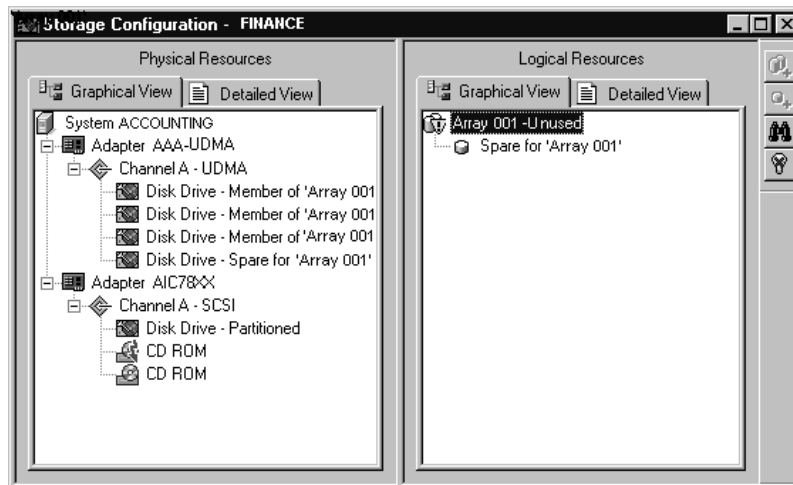 Storage Configuration - FINANCE
Physical Resources
Graphical View
Detailed View
System ACCOUNTING
Adapter AAA-UDMA
Channel A - UDMA
Disk Drive - Member of 'Array 001
Disk Drive - Member of 'Array 001
Disk Drive - Member of 'Array 001
Disk Drive - Spare for 'Array 001'
Adapter AIC78XX
Channel A - SCSI
Disk Drive - Partitioned
CD ROM
CD ROM
Logical Resources
Graphical View
Detailed View
Array 001 -Unused
Spare for 'Array 001'